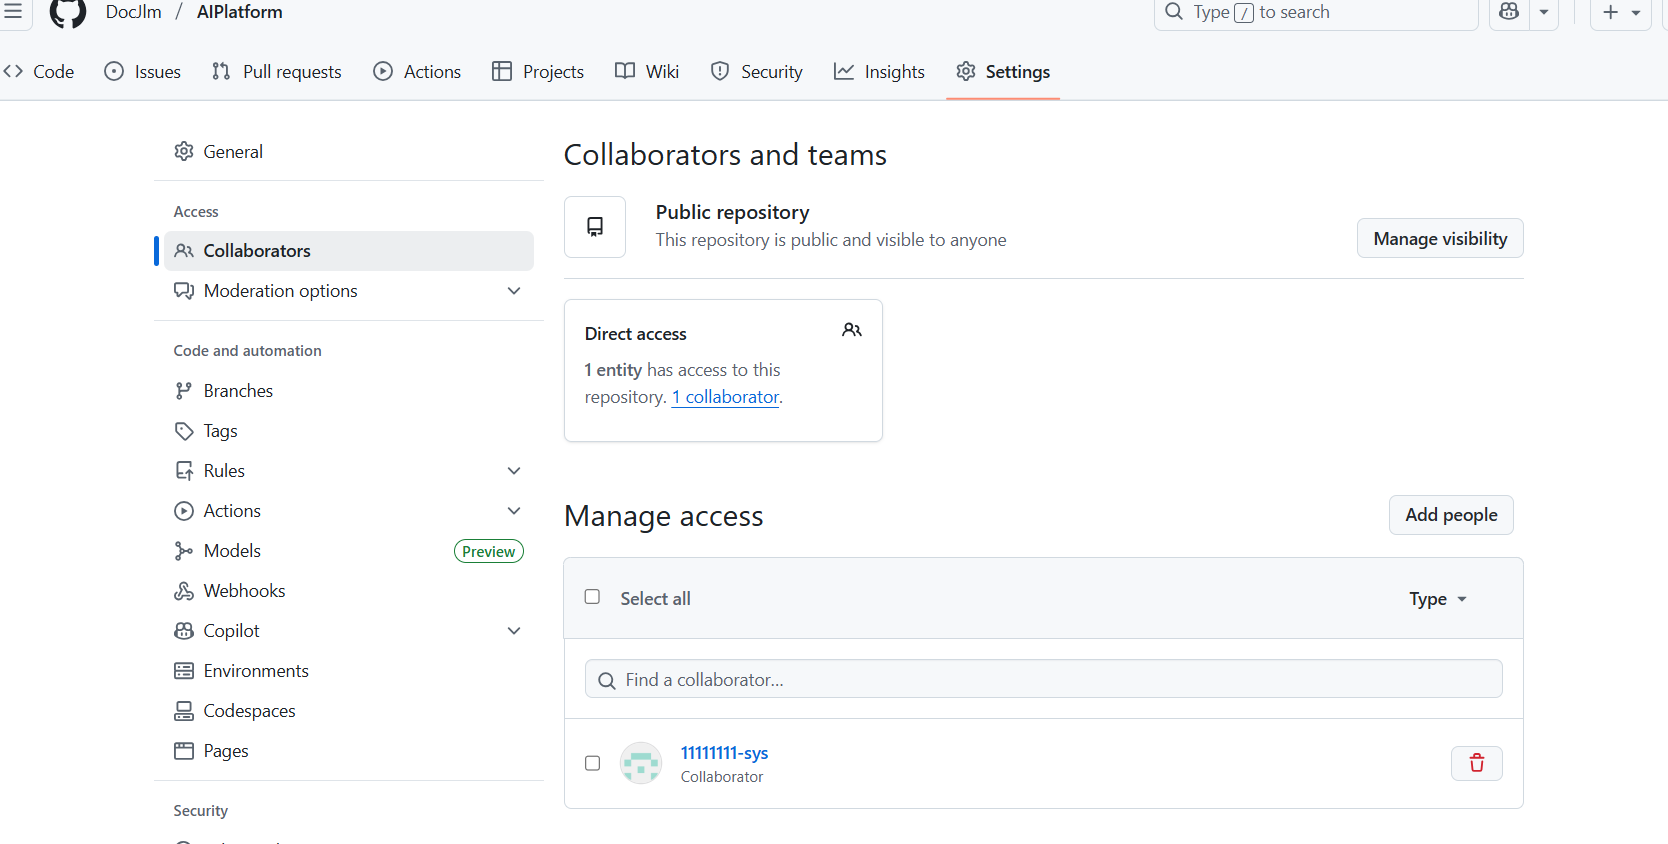 DocJlm / AIPlatform
Type / to search
Code
Issues
Pull requests
Actions
Projects
Wiki
Security
Insights
Settings
General
Access
Collaborators
Moderation options
Code and automation
Branches
Tags
Rules
Actions
Models
Preview
Webhooks
Copilot
Environments
Codespaces
Pages
Security
Collaborators and teams
Public repository
This repository is public and visible to anyone
Manage visibility
Direct access
1 entity has access to this
repository. 1 collaborator.
Manage access
Add people
Select all
Type
Find a collaborator...
11111111-sys
Collaborator